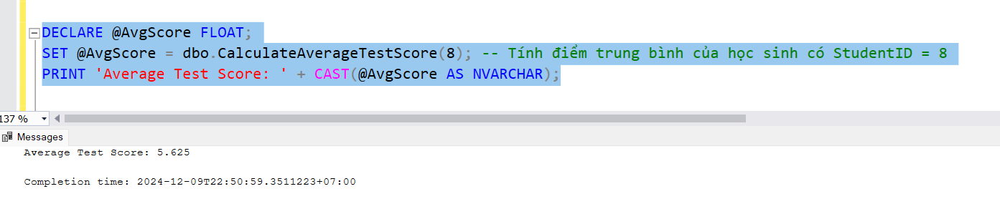 DECLARE @AvgScore FLOAT;
SET @AvgScore = dbo.CalculateAverageTestScore(8); -- Tính điểm trung bình của học sinh có StudentID = 8
PRINT 'Average Test Score: ' + CAST(@AvgScore AS NVARCHAR);
137 %
Messages
Average Test Score: 5.625
Completion time: 2024-12-09T22:50:59.3511223+07:00